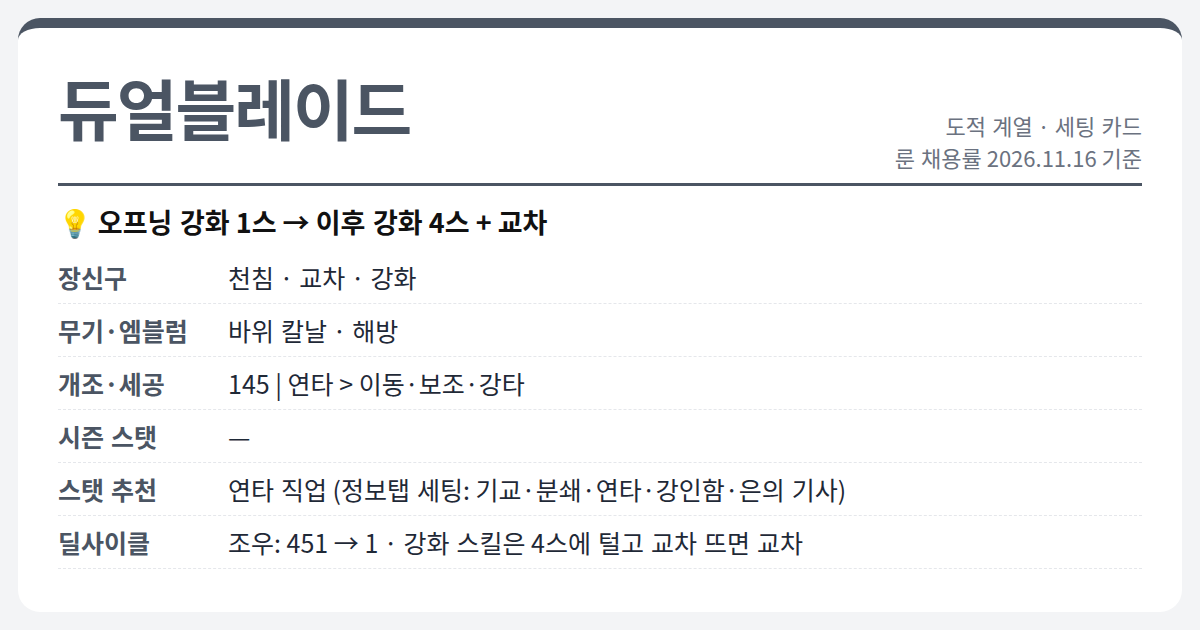 듀얼블레이드
도적 계열 · 세팅 카드
룬 채용률 2026.11.16 기준
💡 오프닝 강화 1스 → 이후 강화 4스 + 교차
장신구 천침 · 교차 · 강화
무기·엠블럼 바위 칼날 · 해방
개조·세공 145 | 연타 > 이동·보조·강타
시즌 스탯 —
스탯 추천 연타 직업 (정보탭 세팅: 기교·분쇄·연타·강인함·은의 기사)
딜사이클 조우: 451 → 1 · 강화 스킬은 4스에 털고 교차 뜨면 교차